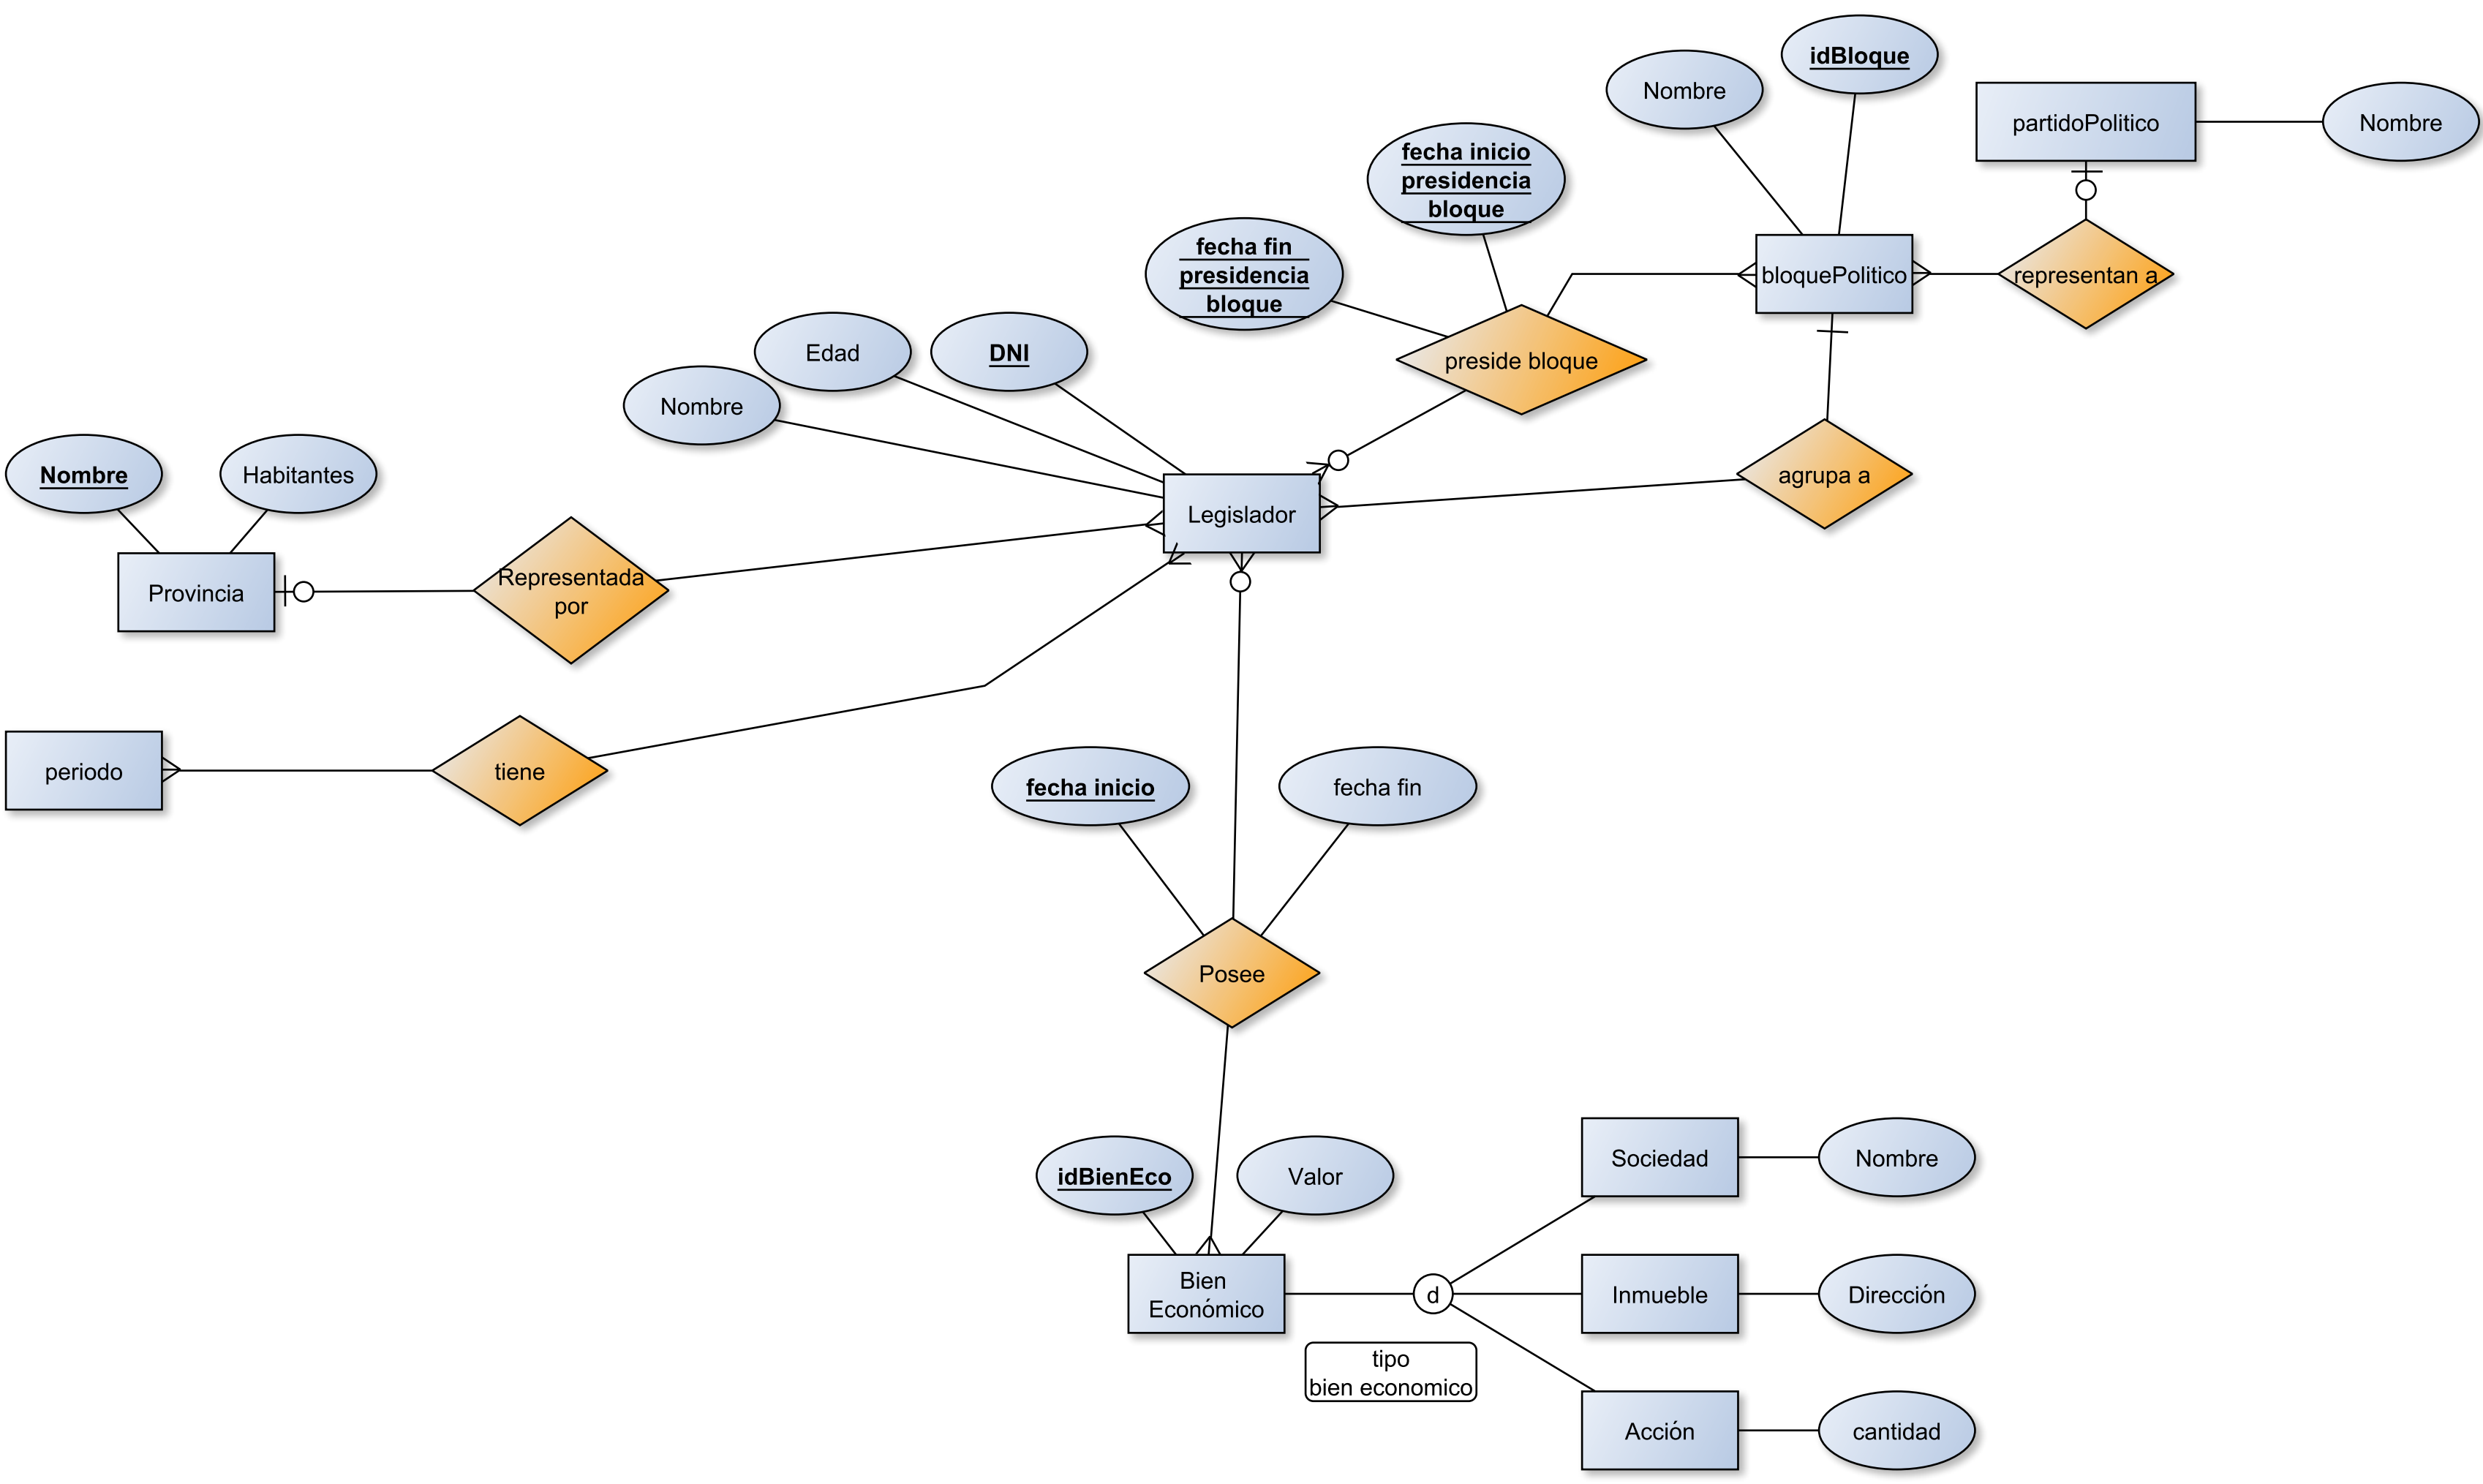 idBloque
Nombre
partidoPolitico
Nombre
fecha inicio
presidencia
bloque
fecha fin
presidencia
bloque
bloquePolitico
representan a
preside bloque
Edad
DNI
Nombre
Nombre
Habitantes
agrupa a
Legislador
Representada
por
Provincia
periodo
tiene
fecha inicio
fecha fin
Posee
idBienEco
Valor
Sociedad
Nombre
Bien
Económico
d
Inmueble
Dirección
tipo
bien economico
Acción
cantidad